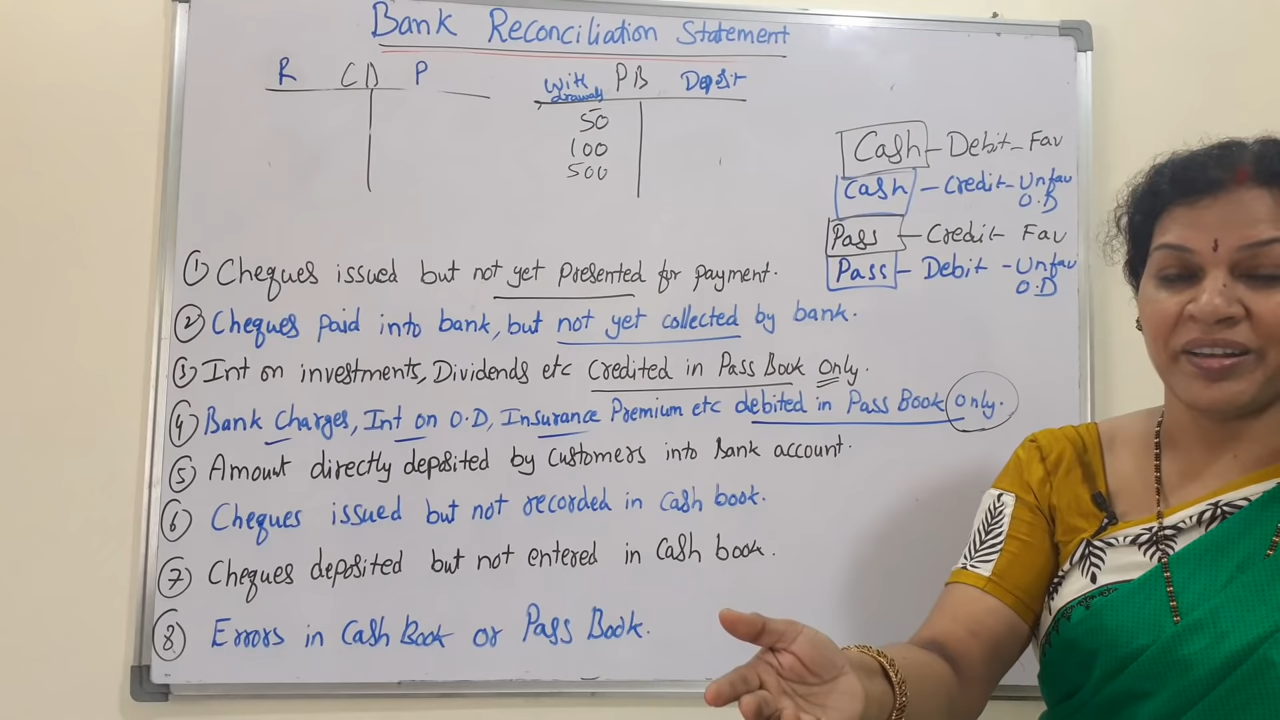 Bank Reconciliation Statement
R CB P
With drawals PB Deposit
50
100
500
Cash - Debit - Fav
Cash - Credit - Unfav O.D
Pass - Credit - Fav
Pass - Debit - Unfav O.D
① Cheques issued but not yet presented for payment.
② Cheques paid into bank, but not yet collected by bank.
③ Int on investments, Dividends etc Credited in Pass Book only.
④ Bank Charges, Int on O.D, Insurance Premium etc debited in Pass Book only.
⑤ Amount directly deposited by Customers into Bank account.
⑥ Cheques issued but not recorded in cash book.
⑦ Cheques deposited but not entered in Cash book.
⑧ Errors in Cash Book or Pass Book.